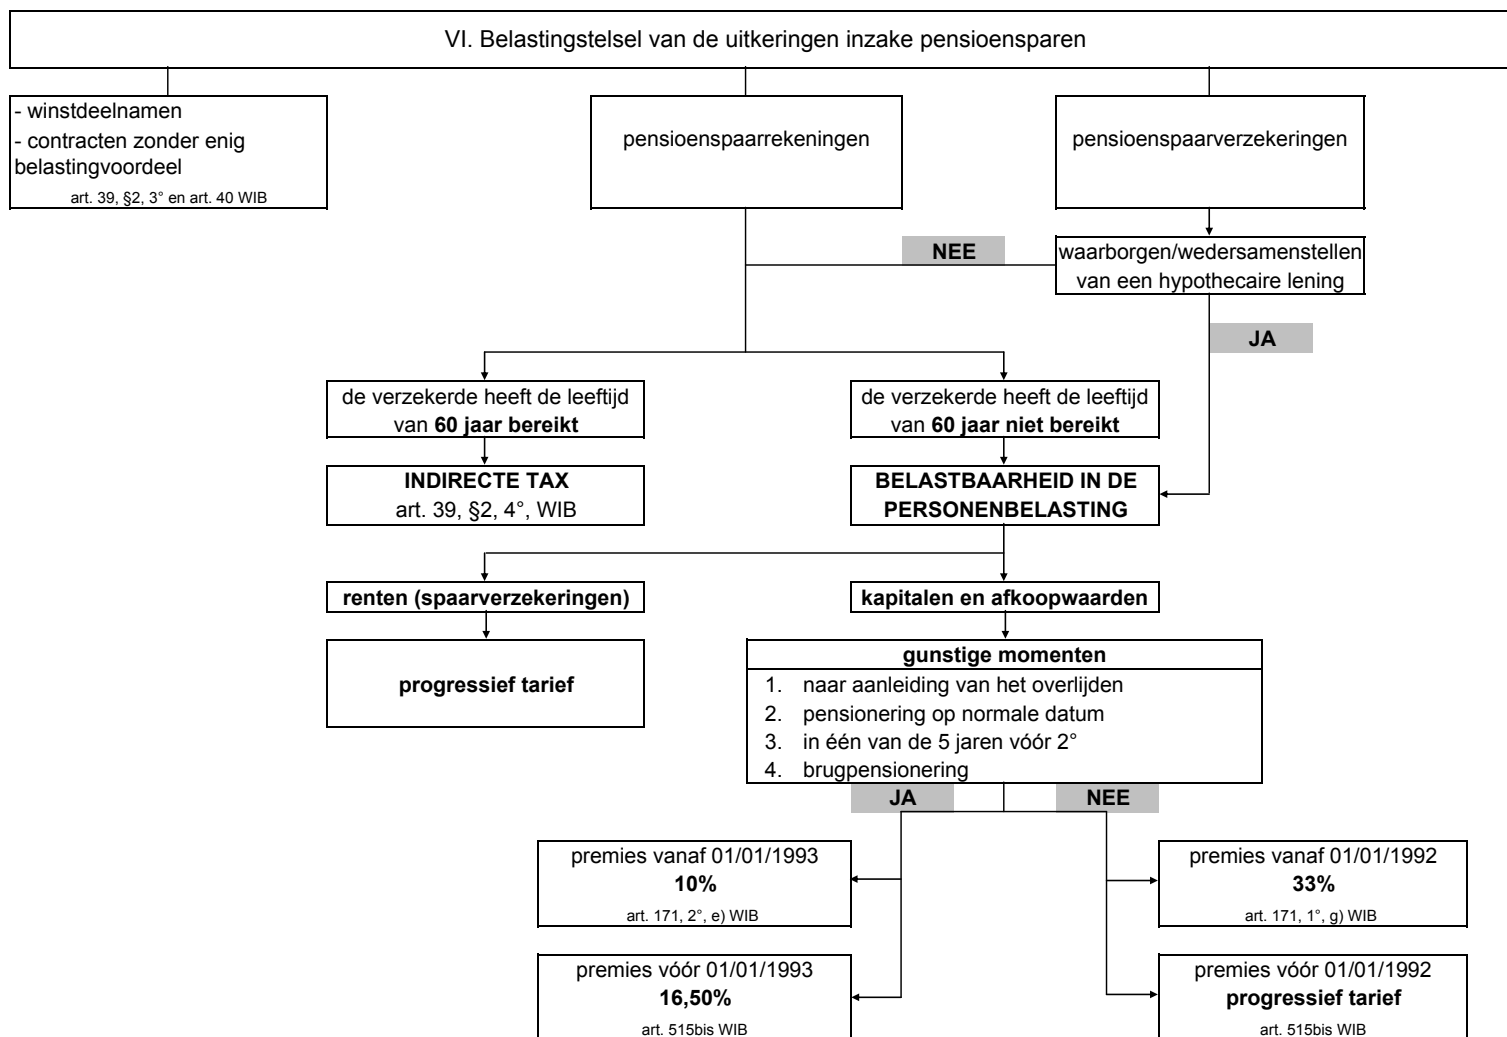 VI. Belastingstelsel van de uitkeringen inzake pensioensparen
- winstdeelnamen
- contracten zonder enig
belastingvoordeel
art. 39, §2, 3° en art. 40 WIB
pensioenspaarrekeningen
pensioenspaarverzekeringen
NEE
waarborgen/wedersamenstellen
van een hypothecaire lening
JA
de verzekerde heeft de leeftijd
van 60 jaar bereikt
de verzekerde heeft de leeftijd
van 60 jaar niet bereikt
INDIRECTE TAX
art. 39, §2, 4°, WIB
BELASTBAARHEID IN DE
PERSONENBELASTING
renten (spaarverzekeringen)
kapitalen en afkoopwaarden
progressief tarief
gunstige momenten
1. naar aanleiding van het overlijden
2. pensionering op normale datum
3. in één van de 5 jaren vóór 2°
4. brugpensionering
JA
NEE
premies vanaf 01/01/1993
10%
art. 171, 2°, e) WIB
premies vanaf 01/01/1992
33%
art. 171, 1°, g) WIB
premies vóór 01/01/1993
16,50%
art. 515bis WIB
premies vóór 01/01/1992
progressief tarief
art. 515bis WIB